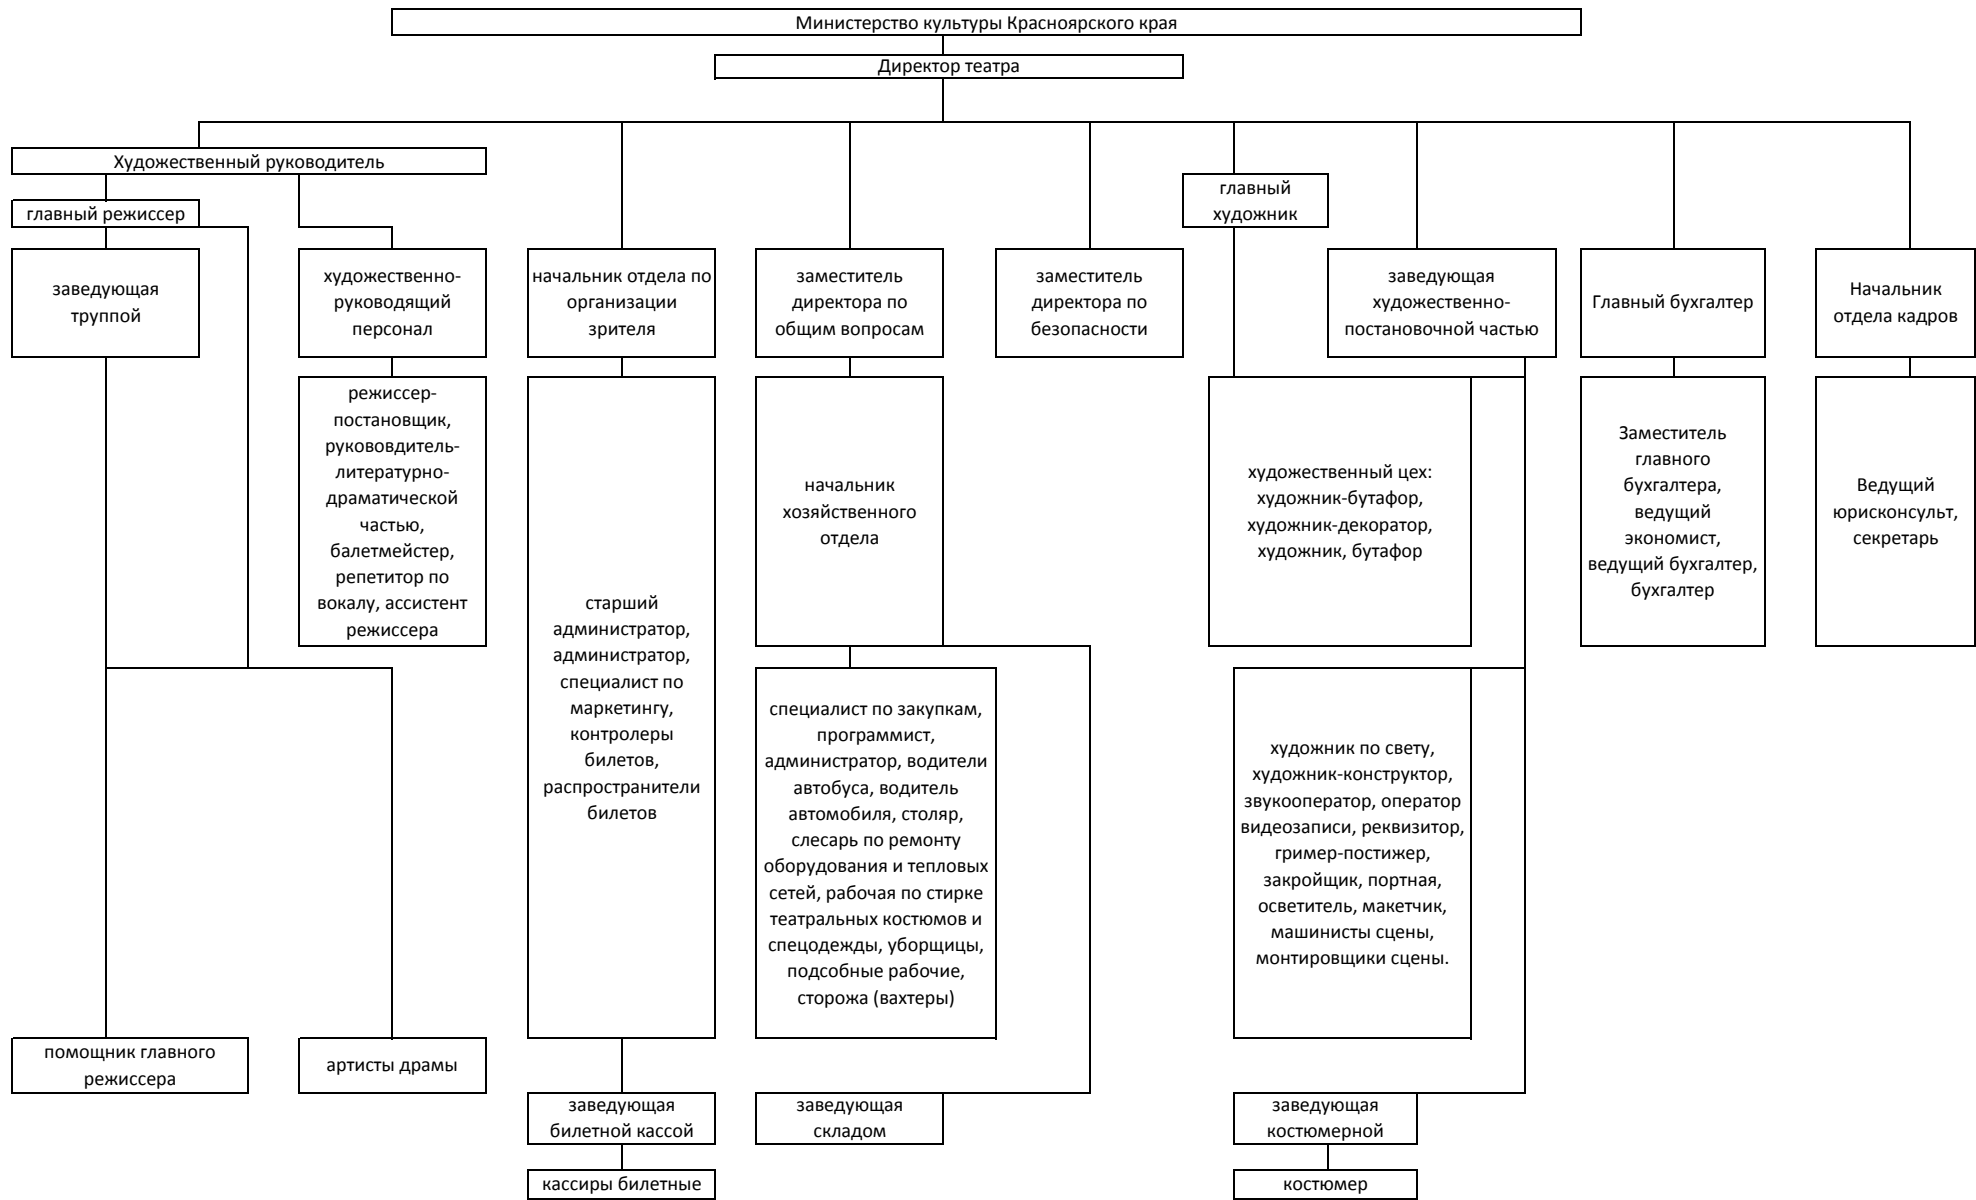 Министерство культуры Красноярского края
Директор театра
Художественный руководитель
главный режиссер
заведующая
труппой
художественно-
руководящий
персонал
режиссер-
постановщик,
рукововдитель-
литературно-
драматической
частью,
балетмейстер,
репетитор по
вокалу, ассистент
режиссера
помощник главного
режиссера
артисты драмы
начальник отдела по
организации
зрителя
старший
администратор,
администратор,
специалист по
маркетингу,
контролеры
билетов,
распространители
билетов
заведующая
билетной кассой
кассиры билетные
заместитель
директора по
общим вопросам
начальник
хозяйственного
отдела
специалист по закупкам,
программист,
администратор, водители
автобуса, водитель
автомобиля, столяр,
слесарь по ремонту
оборудования и тепловых
сетей, рабочая по стирке
театральных костюмов и
спецодежды, уборщицы,
подсобные рабочие,
сторожа (вахтеры)
заведующая
складом
заместитель
директора по
безопасности
главный
художник
художественный цех:
художник-бутафор,
художник-декоратор,
художник, бутафор
заведующая
художественно-
постановочной частью
художник по свету,
художник-конструктор,
звукооператор, оператор
видеозаписи, реквизитор,
гример-постижер,
закройщик, портная,
осветитель, макетчик,
машинисты сцены,
монтировщики сцены.
заведующая
костюмерной
костюмер
Главный бухгалтер
Заместитель
главного
бухгалтера,
ведущий
экономист,
ведущий бухгалтер,
бухгалтер
Начальник
отдела кадров
Ведущий
юрисконсульт,
секретарь